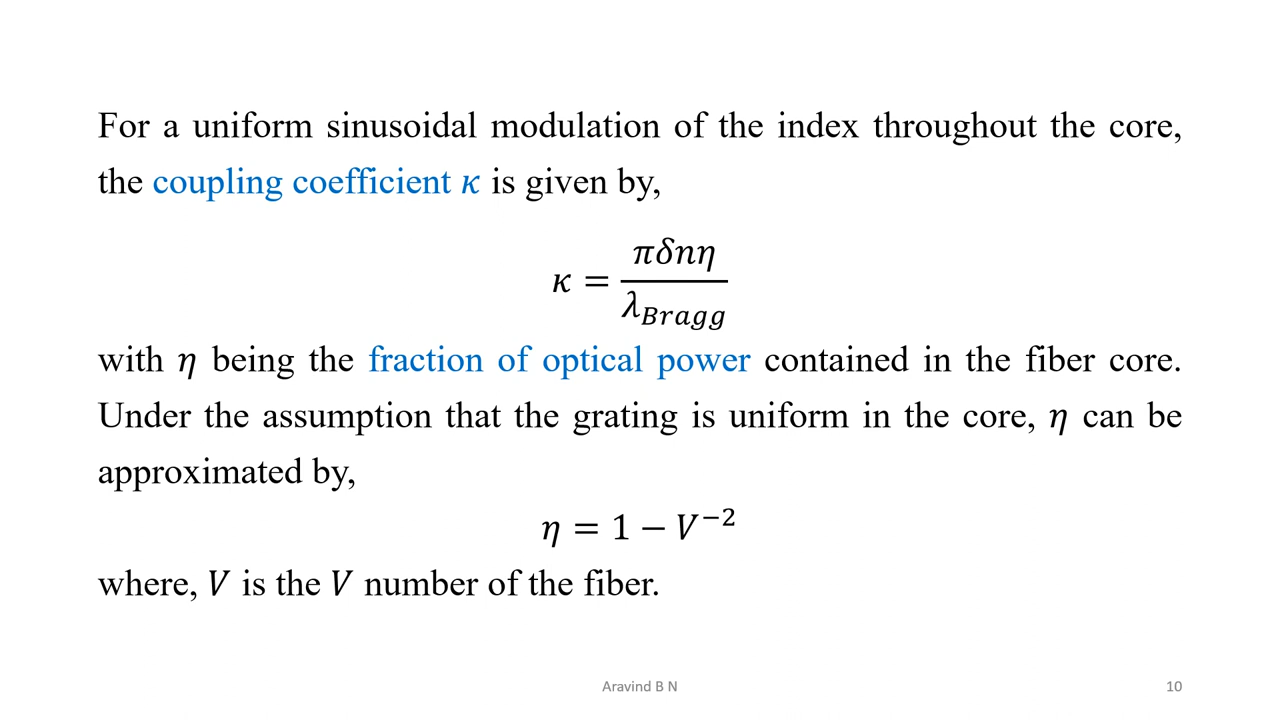 For a uniform sinusoidal modulation of the index throughout the core,
the coupling coefficient κ is given by,
κ = πδnη / λ_Bragg
with η being the fraction of optical power contained in the fiber core.
Under the assumption that the grating is uniform in the core, η can be
approximated by,
η = 1 − V⁻²
where, V is the V number of the fiber.
Aravind B N
10